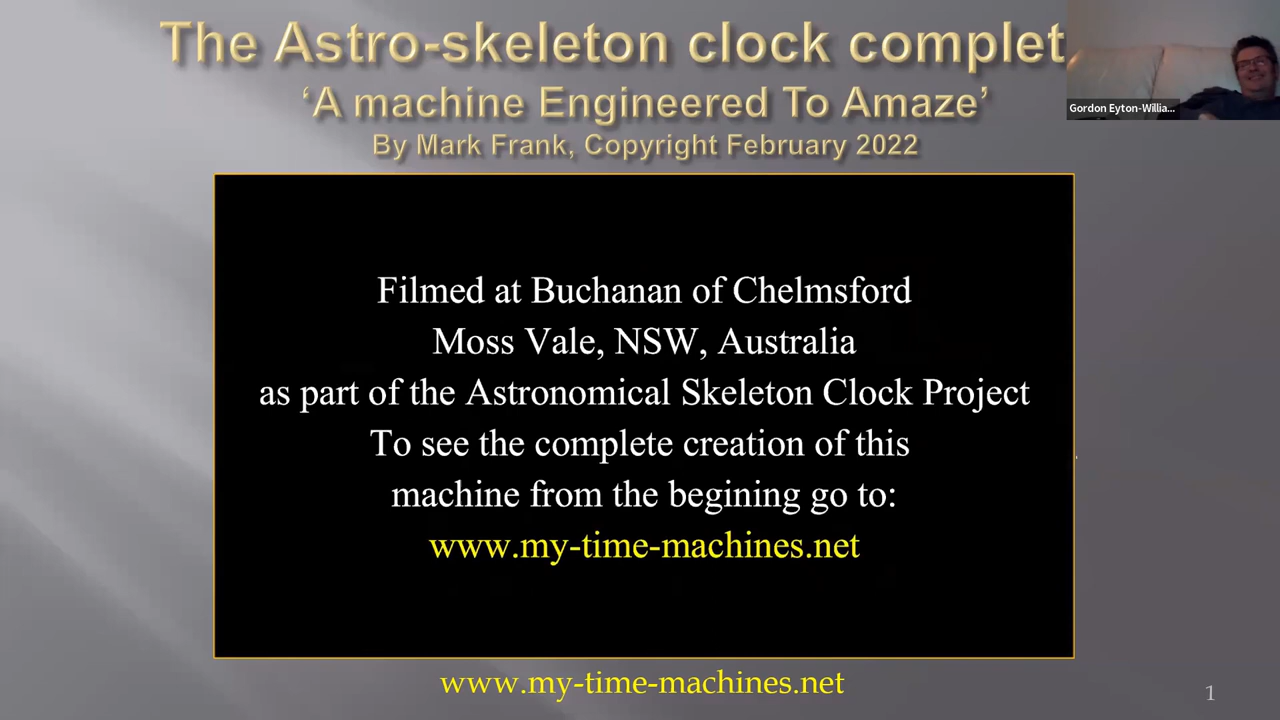 The Astro-skeleton clock complet
‘A machine Engineered To Amaze’
By Mark Frank, Copyright February 2022
Gordon Eyton-Willia...
Filmed at Buchanan of Chelmsford
Moss Vale, NSW, Australia
as part of the Astronomical Skeleton Clock Project
To see the complete creation of this
machine from the begining go to:
www.my-time-machines.net
www.my-time-machines.net
1